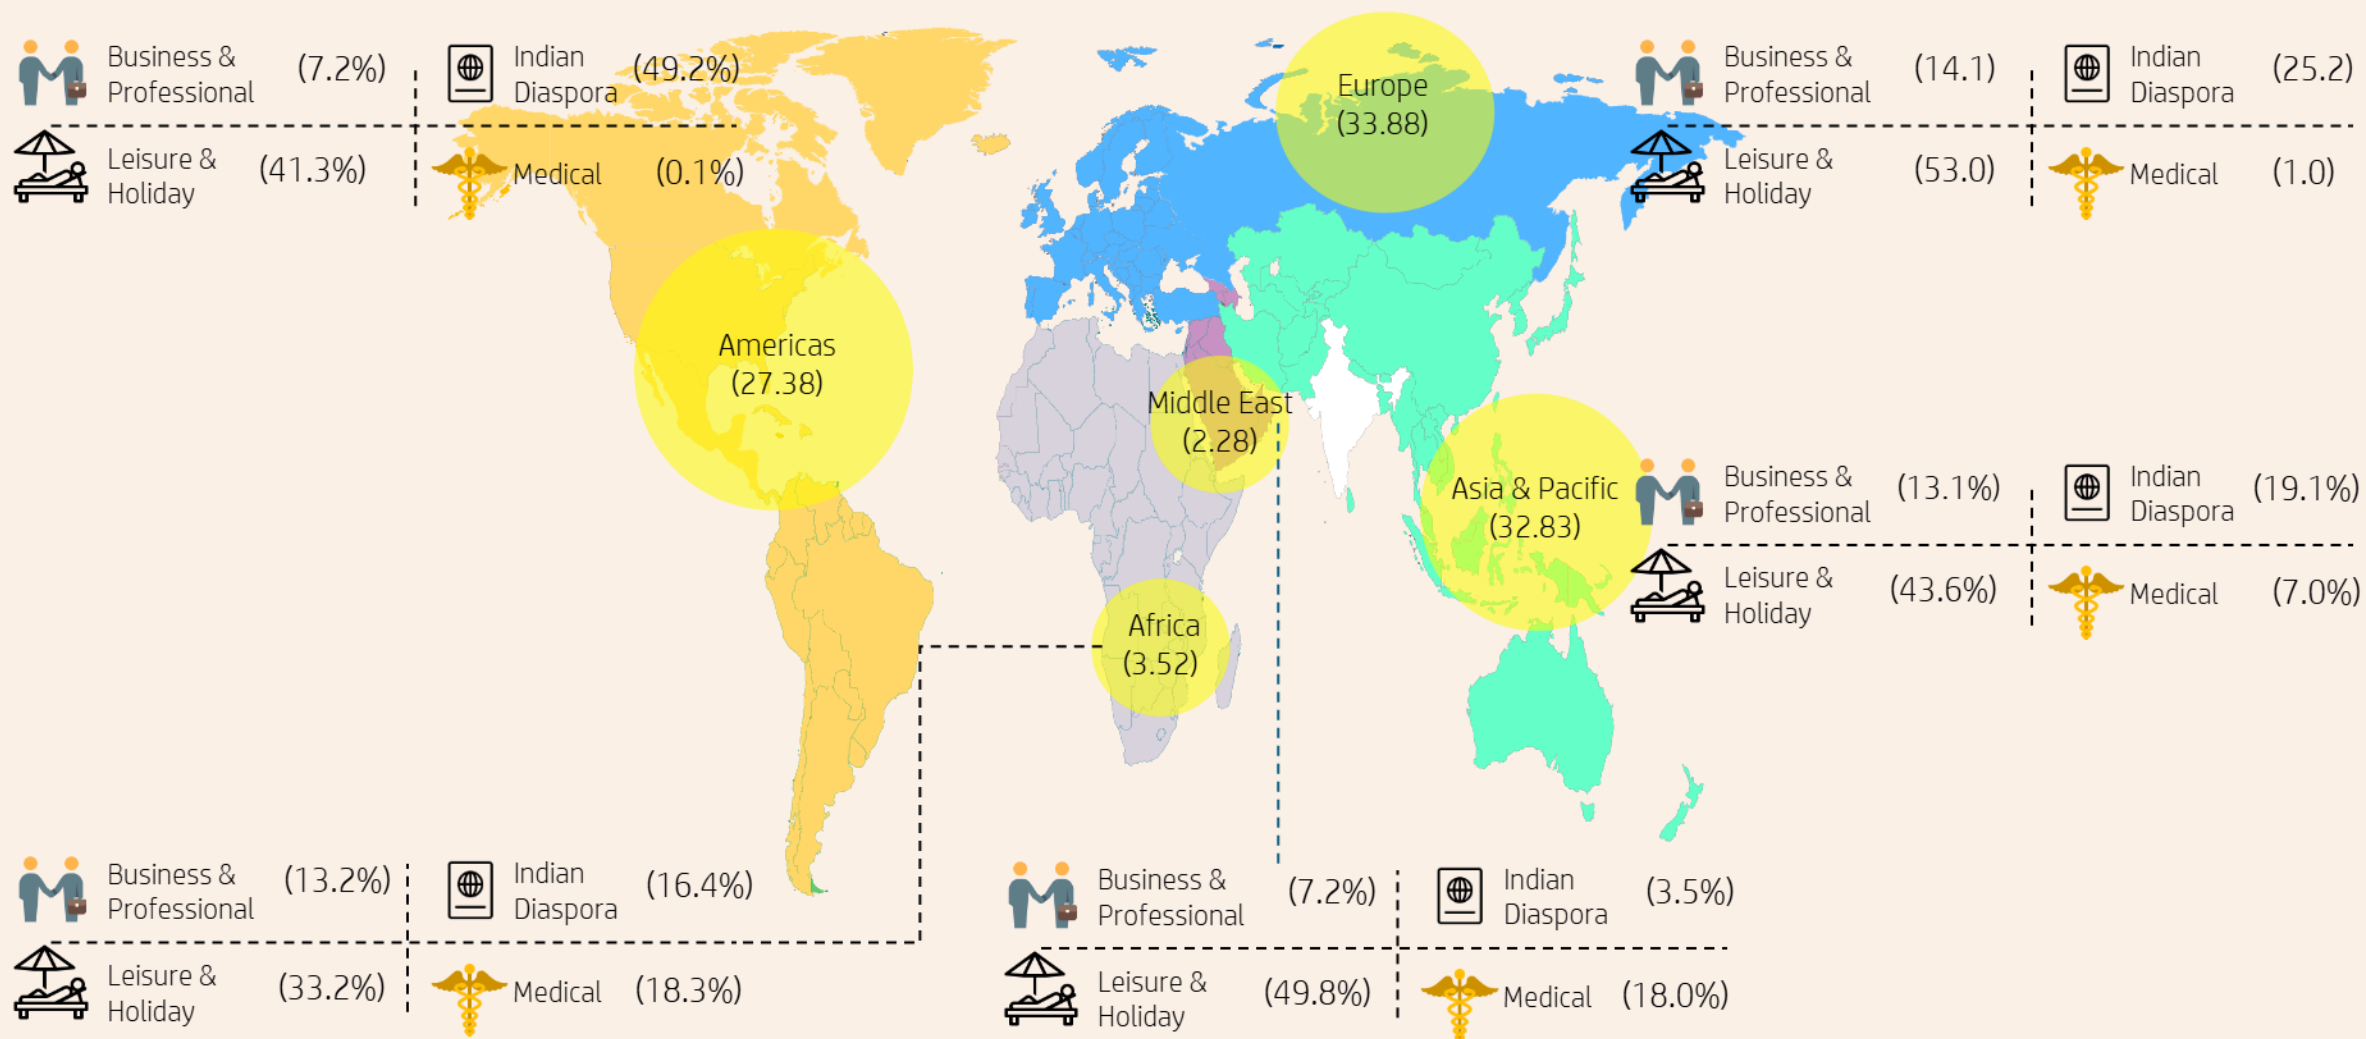 Business &
Professional
(7.2%)
Indian
Diaspora
(49.2%)
Leisure &
Holiday
(41.3%)
Medical
(0.1%)
Europe
(33.88)
Business &
Professional
(14.1)
Indian
Diaspora
(25.2)
Leisure &
Holiday
(53.0)
Medical
(1.0)
Americas
(27.38)
Middle East
(2.28)
Asia & Pacific
(32.83)
Business &
Professional
(13.1%)
Indian
Diaspora
(19.1%)
Leisure &
Holiday
(43.6%)
Medical
(7.0%)
Africa
(3.52)
Business &
Professional
(13.2%)
Indian
Diaspora
(16.4%)
Leisure &
Holiday
(33.2%)
Medical
(18.3%)
Business &
Professional
(7.2%)
Indian
Diaspora
(3.5%)
Leisure &
Holiday
(49.8%)
Medical
(18.0%)